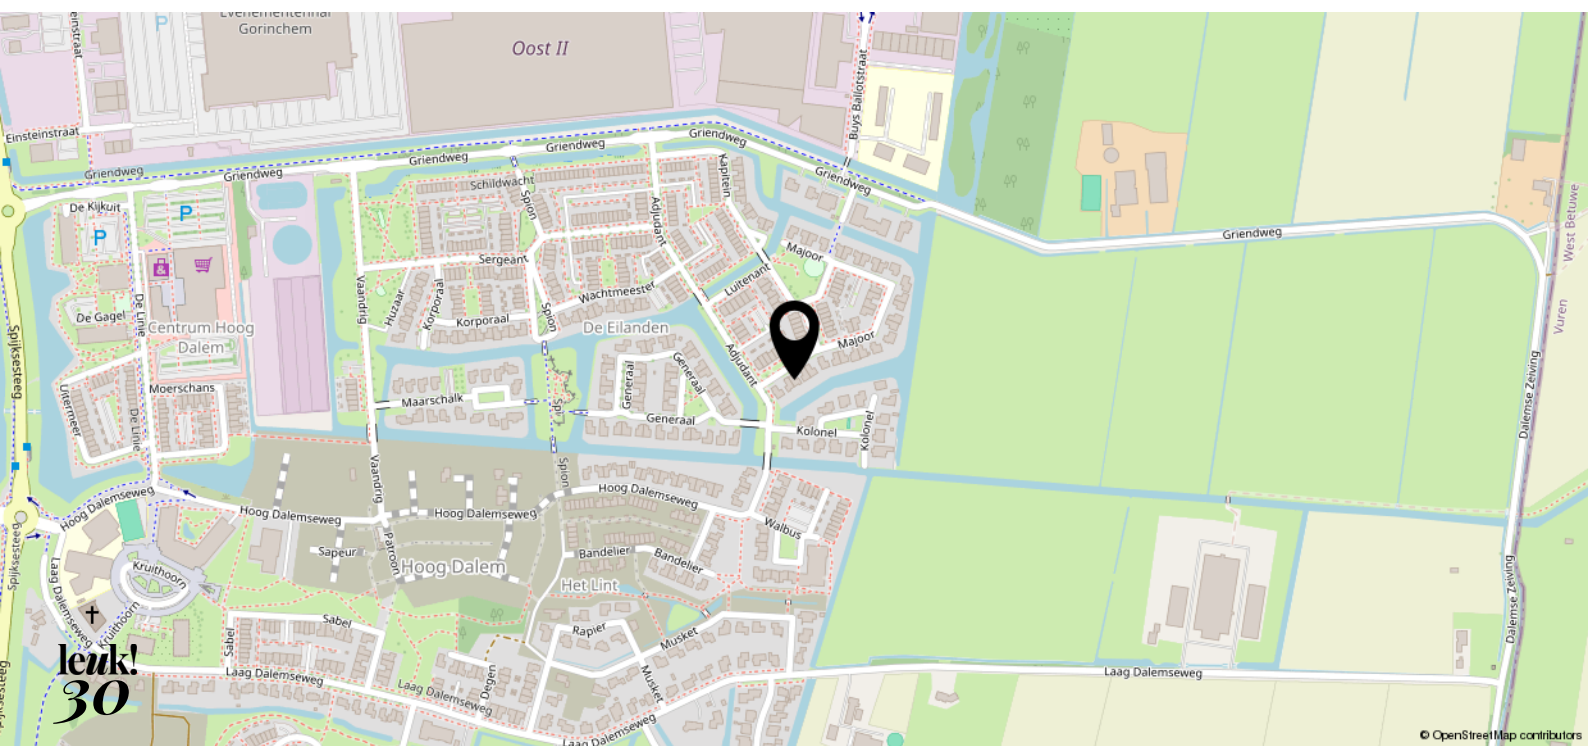 Evenementenhal
Gorinchem
Oost II
Einsteinstraat
Einsteinstraat
Buys Ballotstraat
Griendweg
Griendweg
Griendweg
Griendweg
Griendweg
Griendweg
Griendweg
De Kijkuit
P
P
P
Schildwacht
Spion
Adjudant
Kapitein
Majoor
Sergeant
Luitenant
Wachtmeester
Huzaar
Korporaal
Korporaal
Vaandrig
Spion
De Eilanden
De Linie
De Gagel
Centrum Hoog
Dalem
Spijksesteeg
Adjudant
Majoor
Generaal
Generaal
Generaal
Moerschans
Uitermeer
De Linie
Maarschalk
Kolonel
Kolonel
West Betuwe
Vuren
Dalemse Zeiving
Vaandrig
Spion
Hoog Dalemseweg
Hoog Dalemseweg
Hoog Dalemseweg
Hoog Dalemseweg
Walbus
Sapeur
Patroon
Bandelier
Bandelier
Hoog Dalem
Het Lint
Spijksesteeg
Laag Dalemseweg
Kruithoorn
Kruithoorn
Sabel
Sabel
Rapier
Musket
Musket
Degen
Dalemse Zeiving
Laag Dalemseweg
Laag Dalemseweg
Laag Dalemseweg
Laag Dalemseweg
Spijksesteeg
leuk!
30
© OpenStreetMap contributors